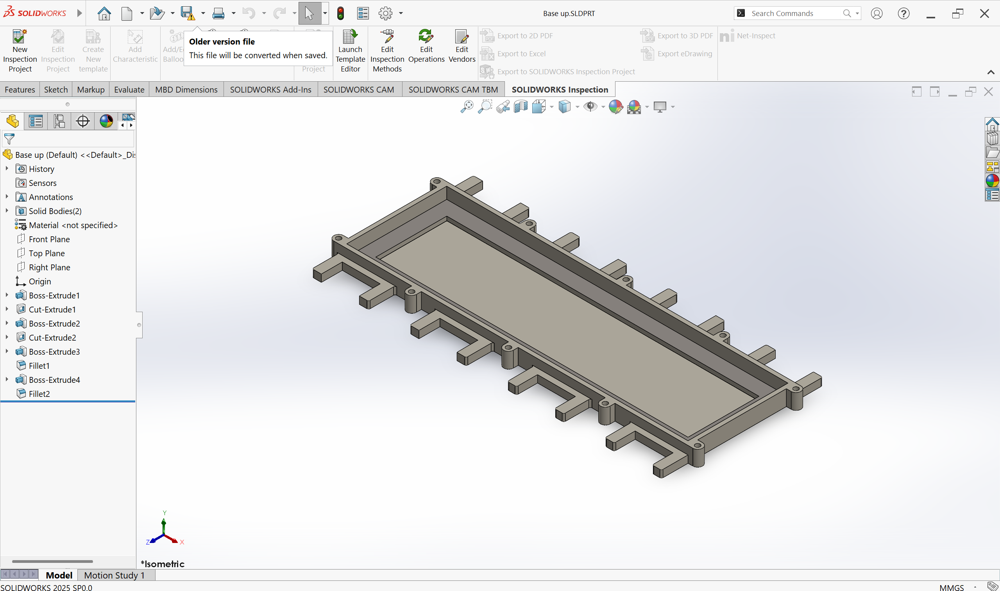 SOLIDWORKS
Base up.SLDPRT
Search Commands
Older version file
This file will be converted when saved.
New Inspection Project
Edit Inspection Project
Create New template
Add Characteristic
Project
Launch Template Editor
Edit Inspection Methods
Edit Operations
Edit Vendors
Export to 2D PDF
Export to Excel
Export to SOLIDWORKS Inspection Project
Export to 3D PDF
Export eDrawing
Net-Inspect
Features
Sketch
Markup
Evaluate
MBD Dimensions
SOLIDWORKS Add-Ins
SOLIDWORKS CAM
SOLIDWORKS CAM TBM
SOLIDWORKS Inspection
Base up (Default) <<Default>_Di
History
Sensors
Annotations
Solid Bodies(2)
Material <not specified>
Front Plane
Top Plane
Right Plane
Origin
Boss-Extrude1
Cut-Extrude1
Boss-Extrude2
Cut-Extrude2
Boss-Extrude3
Fillet1
Boss-Extrude4
Fillet2
Y
Z
X
*Isometric
Model
Motion Study 1
SOLIDWORKS 2025 SP0.0
MMGS